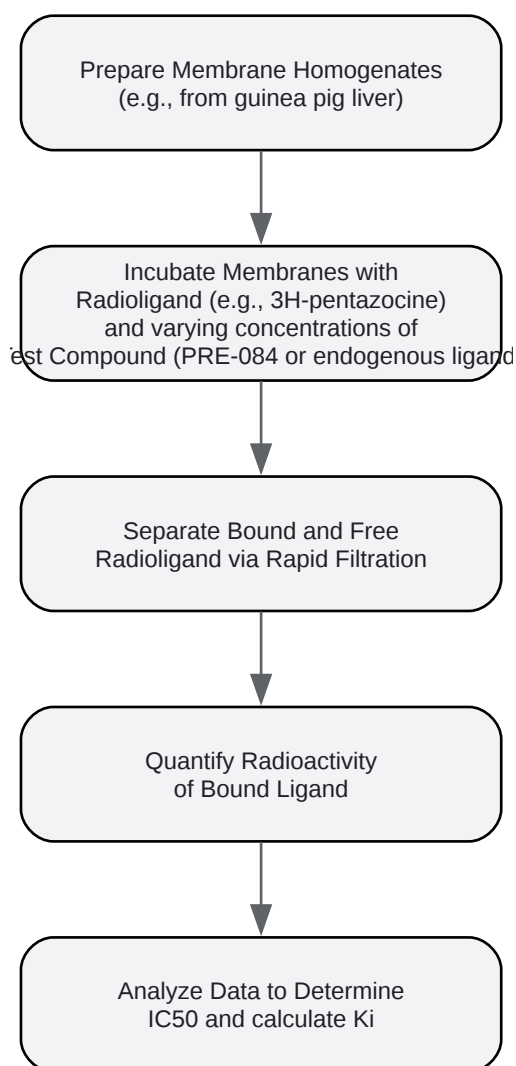 Prepare Membrane Homogenates
(e.g., from guinea pig liver)
Incubate Membranes with
Radioligand (e.g., 3H-pentazocine)
and varying concentrations of
Test Compound (PRE-084 or endogenous ligand
Separate Bound and Free
Radioligand via Rapid Filtration
Quantify Radioactivity
of Bound Ligand
Analyze Data to Determine
IC50 and calculate Ki